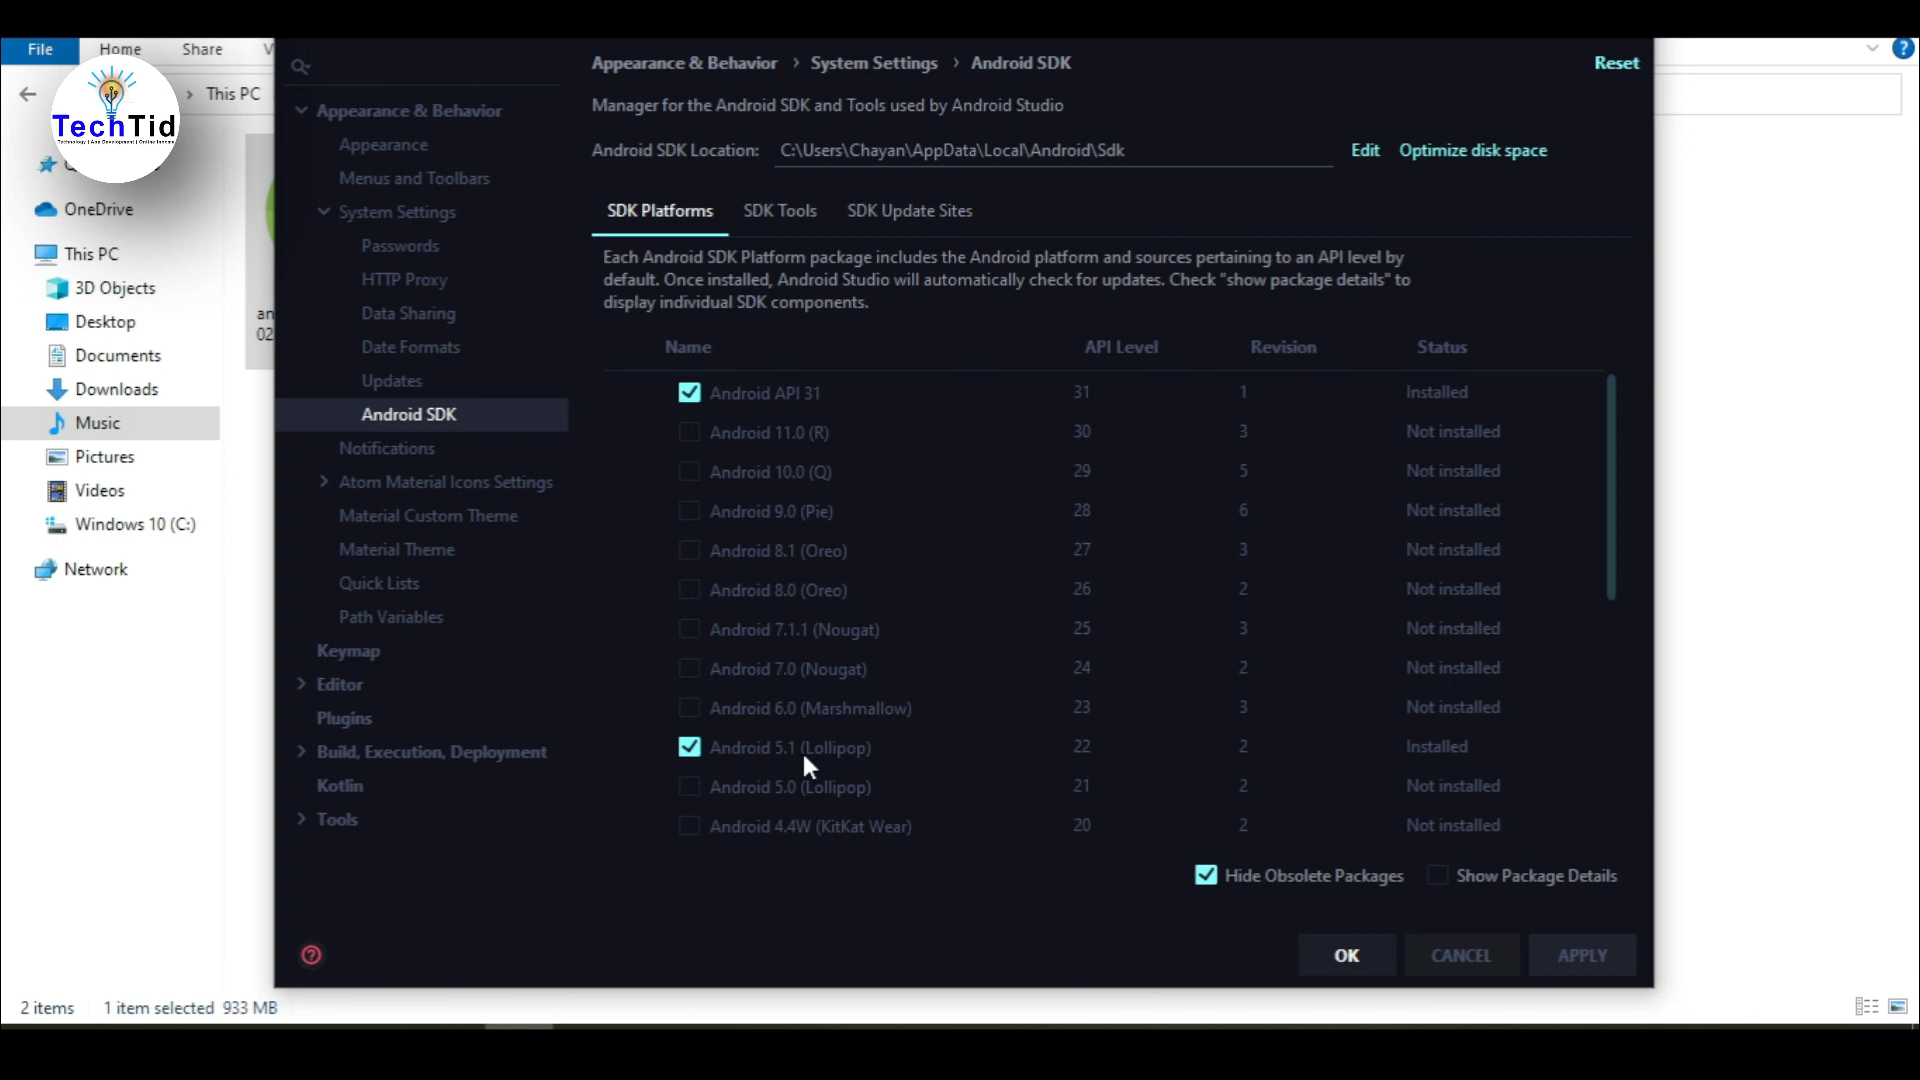 File
Home
Share
V
This PC
TechTid
Technology | App Development | Online Income
OneDrive
This PC
3D Objects
Desktop
Documents
Downloads
Music
Pictures
Videos
Windows 10 (C:)
Network
an
02
2 items
1 item selected 933 MB
Appearance & Behavior
Appearance
Menus and Toolbars
System Settings
Passwords
HTTP Proxy
Data Sharing
Date Formats
Updates
Android SDK
Notifications
Atom Material Icons Settings
Material Custom Theme
Material Theme
Quick Lists
Path Variables
Keymap
Editor
Plugins
Build, Execution, Deployment
Kotlin
Tools
Appearance & Behavior › System Settings › Android SDK
Reset
Manager for the Android SDK and Tools used by Android Studio
Android SDK Location: C:\Users\Chayan\AppData\Local\Android\Sdk Edit Optimize disk space
SDK Platforms SDK Tools SDK Update Sites
Each Android SDK Platform package includes the Android platform and sources pertaining to an API level by
default. Once installed, Android Studio will automatically check for updates. Check "show package details" to
display individual SDK components.
Name API Level Revision Status
Android API 31 31 1 Installed
Android 11.0 (R) 30 3 Not installed
Android 10.0 (Q) 29 5 Not installed
Android 9.0 (Pie) 28 6 Not installed
Android 8.1 (Oreo) 27 3 Not installed
Android 8.0 (Oreo) 26 2 Not installed
Android 7.1.1 (Nougat) 25 3 Not installed
Android 7.0 (Nougat) 24 2 Not installed
Android 6.0 (Marshmallow) 23 3 Not installed
Android 5.1 (Lollipop) 22 2 Installed
Android 5.0 (Lollipop) 21 2 Not installed
Android 4.4W (KitKat Wear) 20 2 Not installed
Hide Obsolete Packages Show Package Details
OK CANCEL APPLY